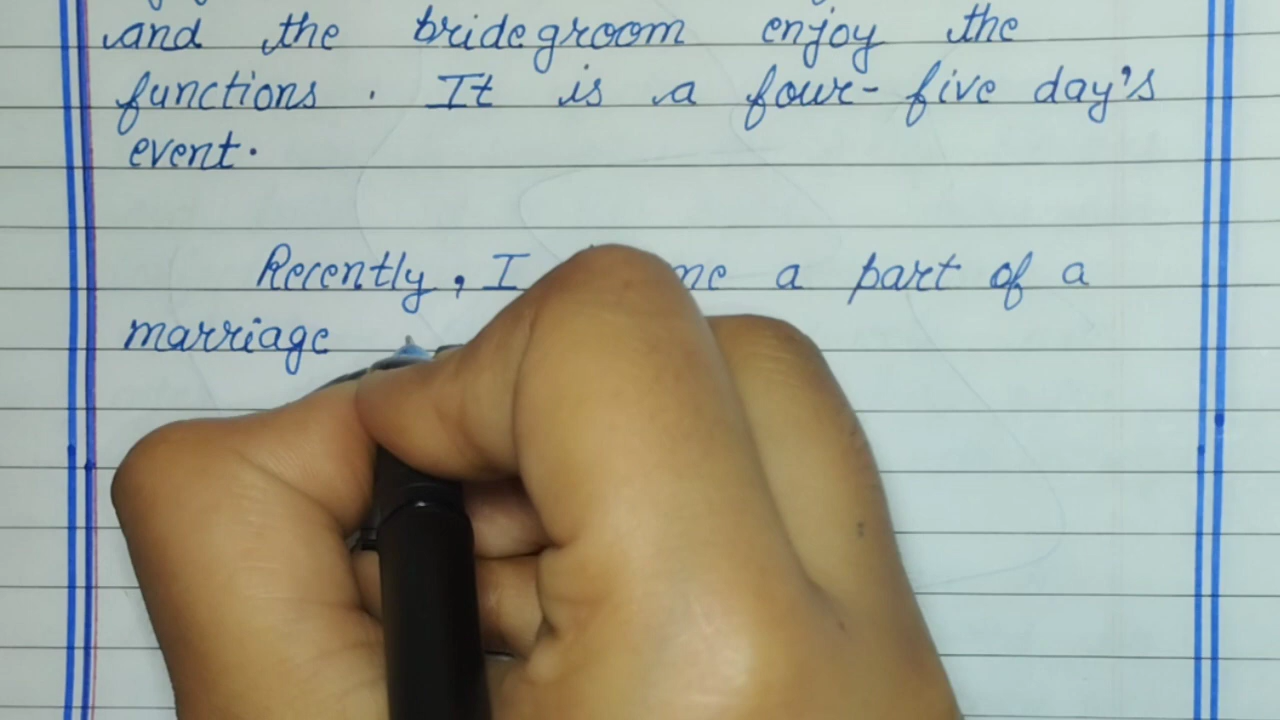 and the bridegroom enjoy the
functions. It is a four-five day's
event.
Recently, I a part of a
marriage